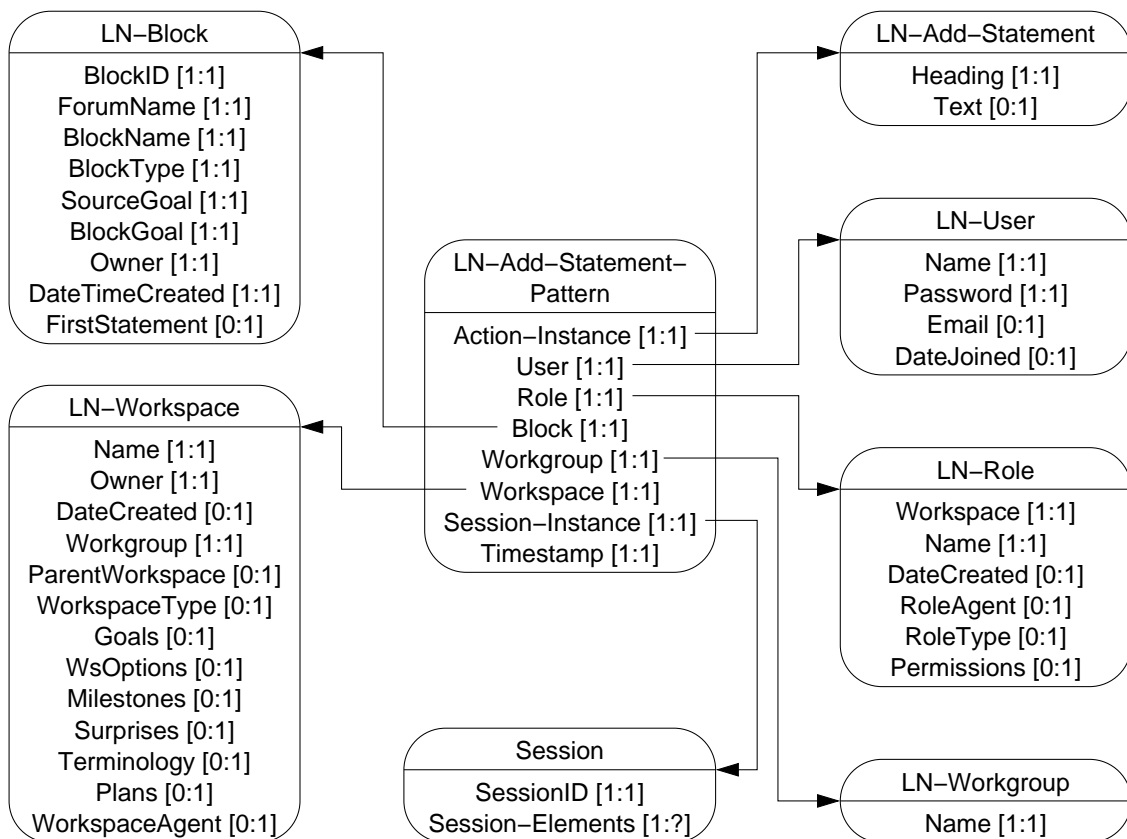 LN−Block
BlockID [1:1]
ForumName [1:1]
BlockName [1:1]
BlockType [1:1]
SourceGoal [1:1]
BlockGoal [1:1]
Owner [1:1]
DateTimeCreated [1:1]
FirstStatement [0:1]
LN−Workspace
Name [1:1]
Owner [1:1]
DateCreated [0:1]
Workgroup [1:1]
ParentWorkspace [0:1]
WorkspaceType [0:1]
Goals [0:1]
WsOptions [0:1]
Milestones [0:1]
Surprises [0:1]
Terminology [0:1]
Plans [0:1]
WorkspaceAgent [0:1]
LN−Add−Statement−
Pattern
Action−Instance [1:1]
User [1:1]
Role [1:1]
Block [1:1]
Workgroup [1:1]
Workspace [1:1]
Session−Instance [1:1]
Timestamp [1:1]
Session
SessionID [1:1]
Session−Elements [1:?]
LN−Add−Statement
Heading [1:1]
Text [0:1]
LN−User
Name [1:1]
Password [1:1]
Email [0:1]
DateJoined [0:1]
LN−Role
Workspace [1:1]
Name [1:1]
DateCreated [0:1]
RoleAgent [0:1]
RoleType [0:1]
Permissions [0:1]
LN−Workgroup
Name [1:1]